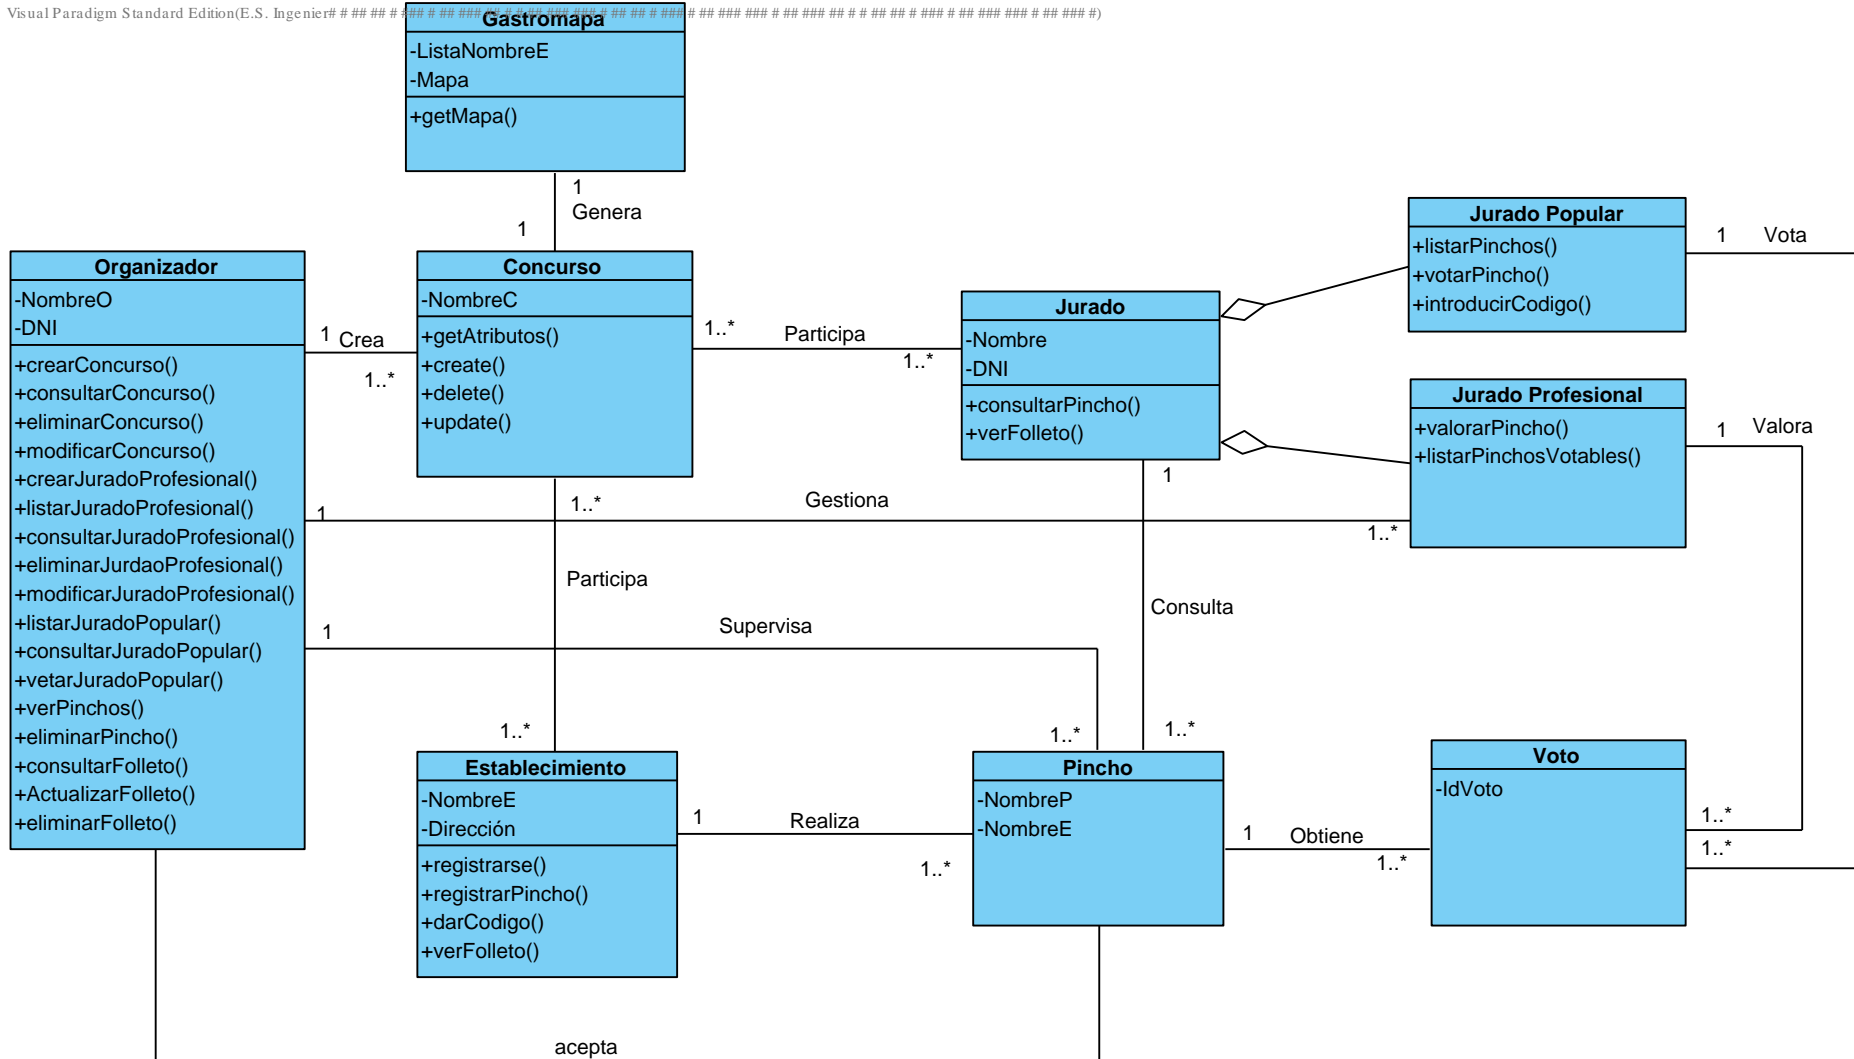 Visual Paradigm Standard Edition(E.S. Ingenier
Gastromapa
-ListaNombreE
-Mapa
+getMapa()
1
Genera
1
Organizador
-NombreO
-DNI
+crearConcurso()
+consultarConcurso()
+eliminarConcurso()
+modificarConcurso()
+crearJuradoProfesional()
+listarJuradoProfesional()
+consultarJuradoProfesional()
+eliminarJurdaoProfesional()
+modificarJuradoProfesional()
+listarJuradoPopular()
+consultarJuradoPopular()
+vetarJuradoPopular()
+verPinchos()
+eliminarPincho()
+consultarFolleto()
+ActualizarFolleto()
+eliminarFolleto()
1 Crea
1..*
Concurso
-NombreC
+getAtributos()
+create()
+delete()
+update()
1..*
Participa
1..*
Jurado
-Nombre
-DNI
+consultarPincho()
+verFolleto()
Jurado Popular
+listarPinchos()
+votarPincho()
+introducirCodigo()
1 Vota
Jurado Profesional
+valorarPincho()
+listarPinchosVotables()
1 Valora
1
1..*
Gestiona
1
1..*
Participa
Consulta
1
Supervisa
1..*
1..*
1..*
Establecimiento
-NombreE
-Dirección
+registrarse()
+registrarPincho()
+darCodigo()
+verFolleto()
1 Realiza
1..*
Pincho
-NombreP
-NombreE
1 Obtiene
1..*
Voto
-IdVoto
1..*
1..*
acepta